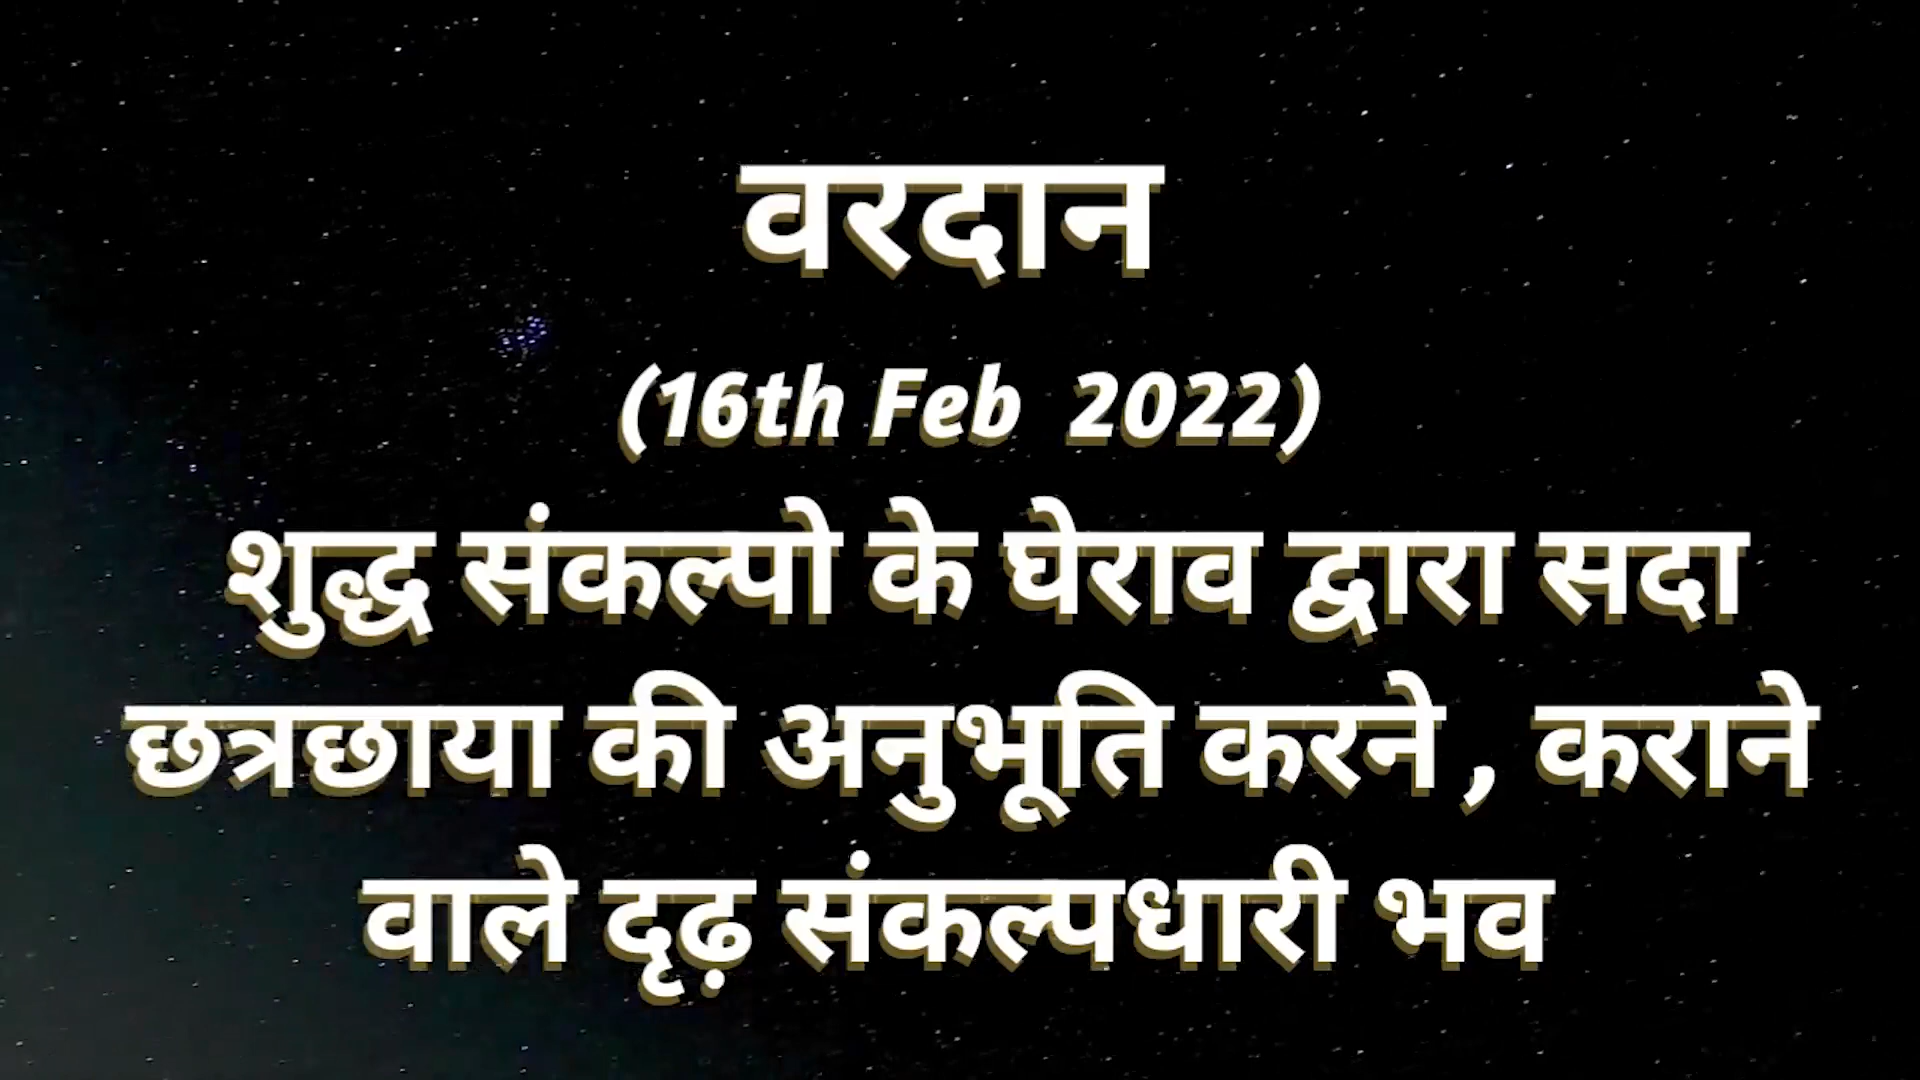 वरदान
(16th Feb 2022)
शुद्ध संकल्पो के घेराव द्वारा सदा
छत्रछाया की अनुभूति करने , कराने
वाले दृढ़ संकल्पधारी भव